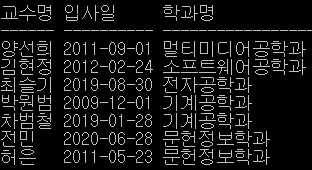 교수명 입사일 학과명
------ ---------- ----------------
양선희 2011-09-01 멀티미디어공학과
김현정 2012-02-24 소프트웨어공학과
최슬기 2019-08-30 전자공학과
박원범 2009-12-01 기계공학과
차범철 2019-01-28 기계공학과
전민 2020-06-28 문헌정보학과
허은 2011-05-23 문헌정보학과